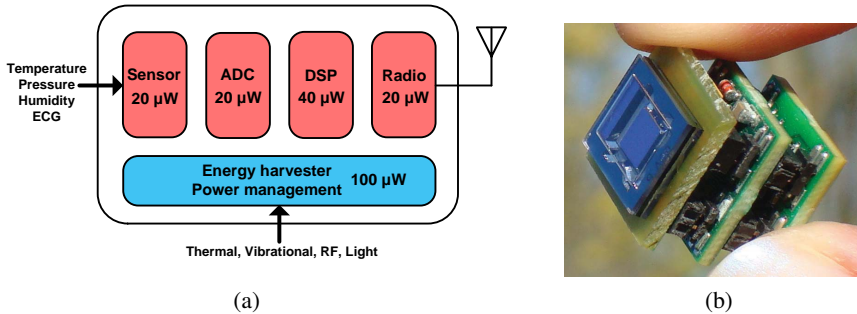 Temperature
Pressure
Humidity
ECG
Sensor
20 µW
ADC
20 µW
DSP
40 µW
Radio
20 µW
Energy harvester
Power management
100 µW
Thermal, Vibrational, RF, Light
(a)
(b)